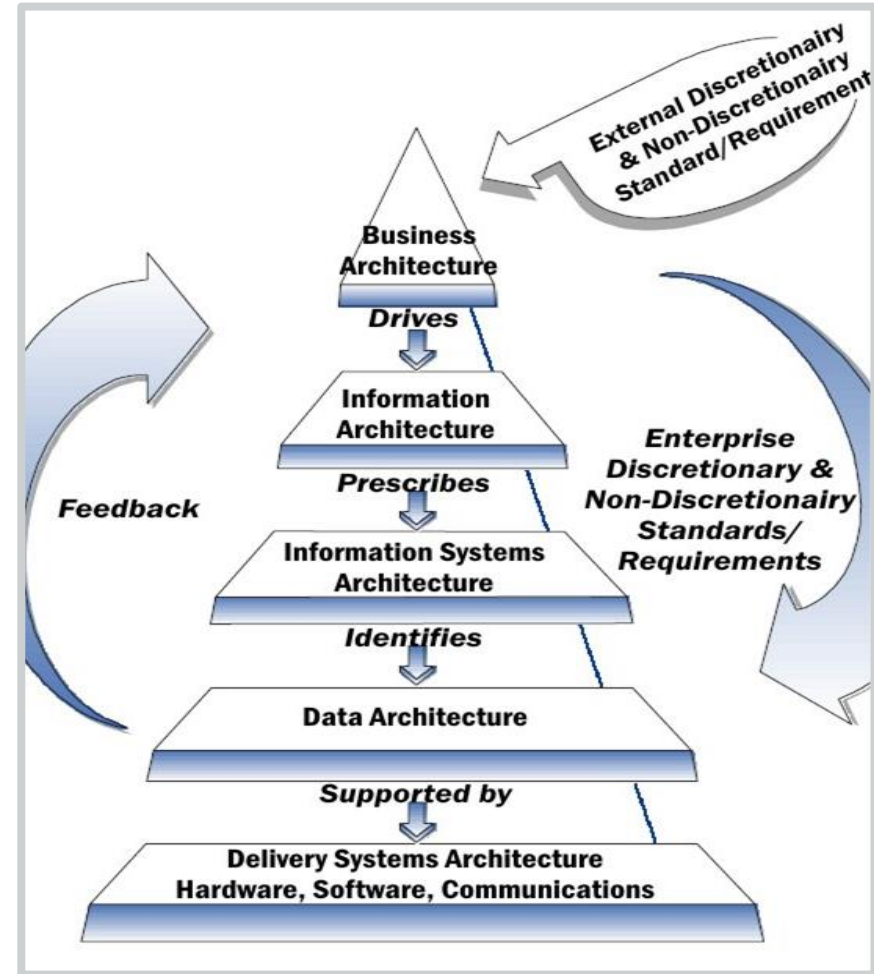 External Discretionairy
& Non-Discretionairy
Standard/Requirement
Business
Architecture
Drives
Information
Architecture
Prescribes
Feedback
Enterprise
Discretionary &
Non-Discretionairy
Standards/
Requirements
Information Systems
Architecture
Identifies
Data Architecture
Supported by
Delivery Systems Architecture
Hardware, Software, Communications